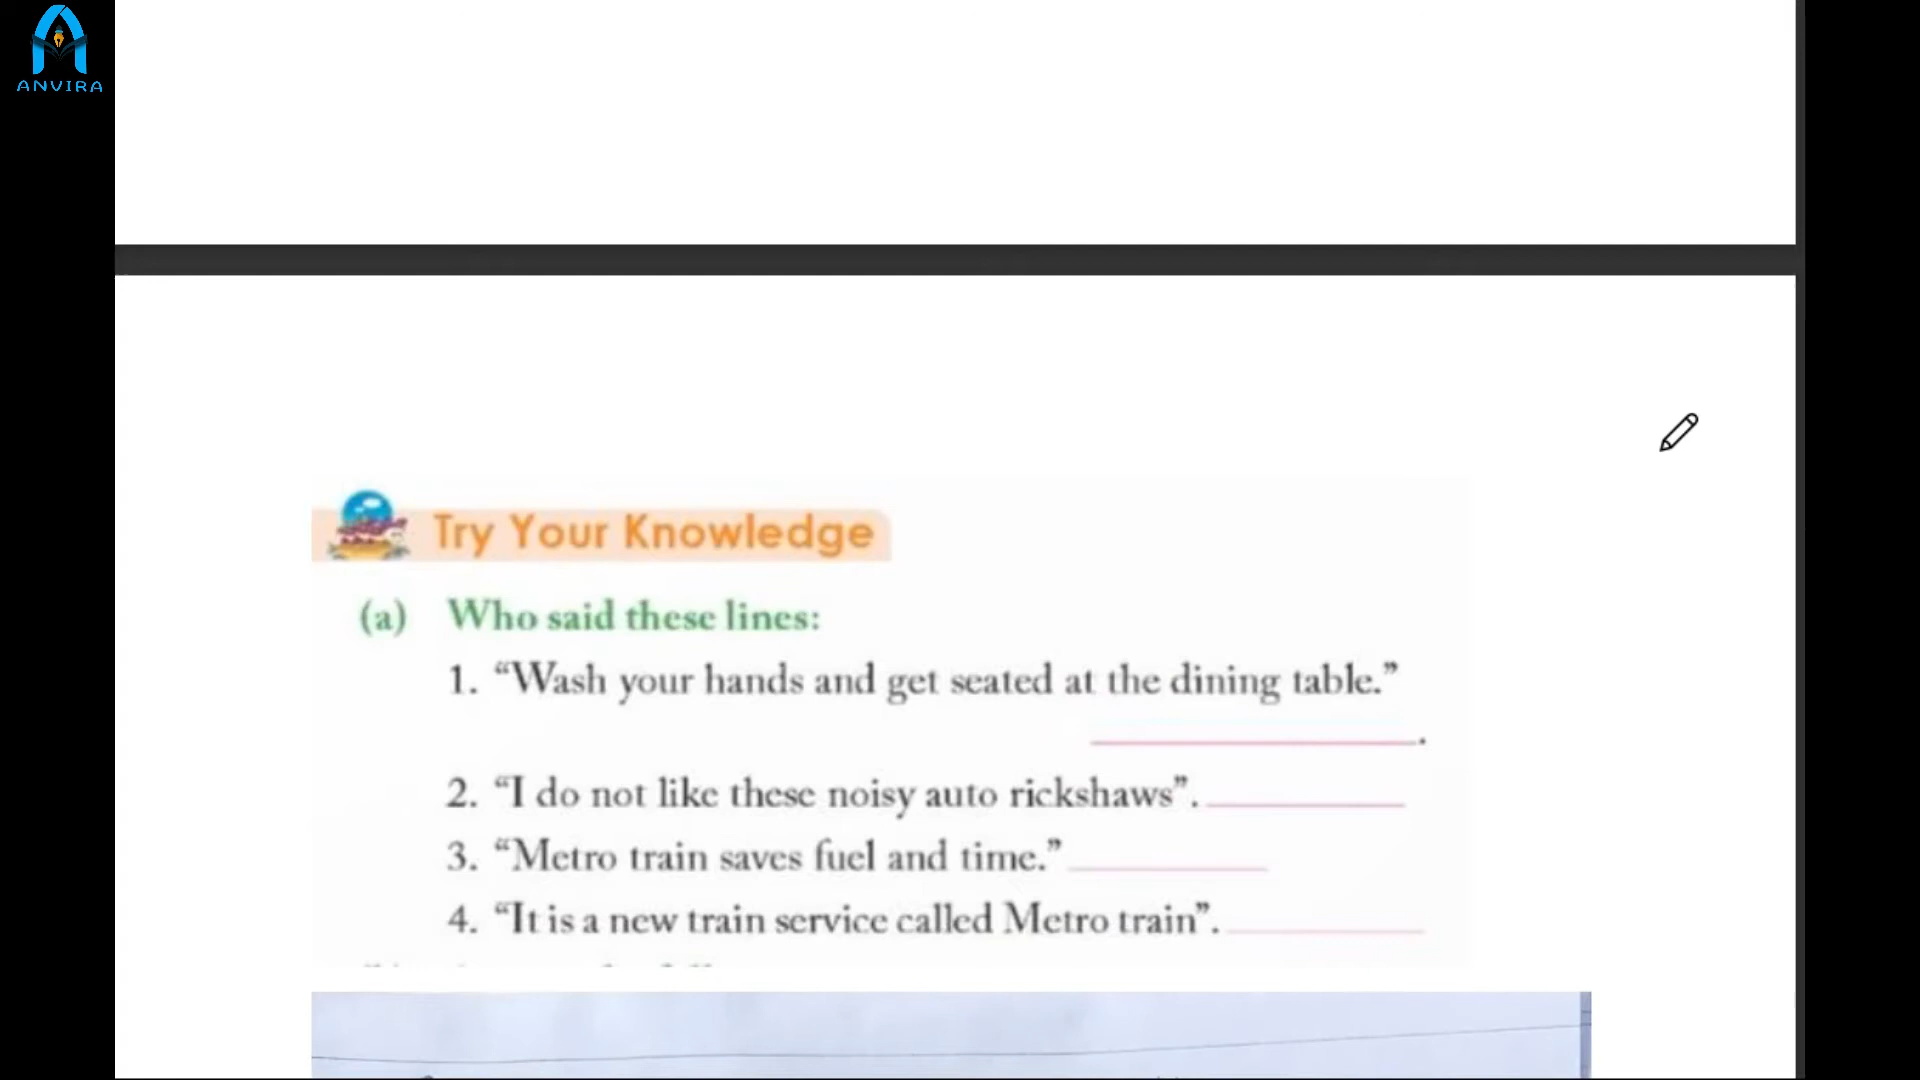 ANVIRA
Try Your Knowledge
(a) Who said these lines:
1. “Wash your hands and get seated at the dining table.”
.
2. “I do not like these noisy auto rickshaws”.
3. “Metro train saves fuel and time.”
4. “It is a new train service called Metro train”.